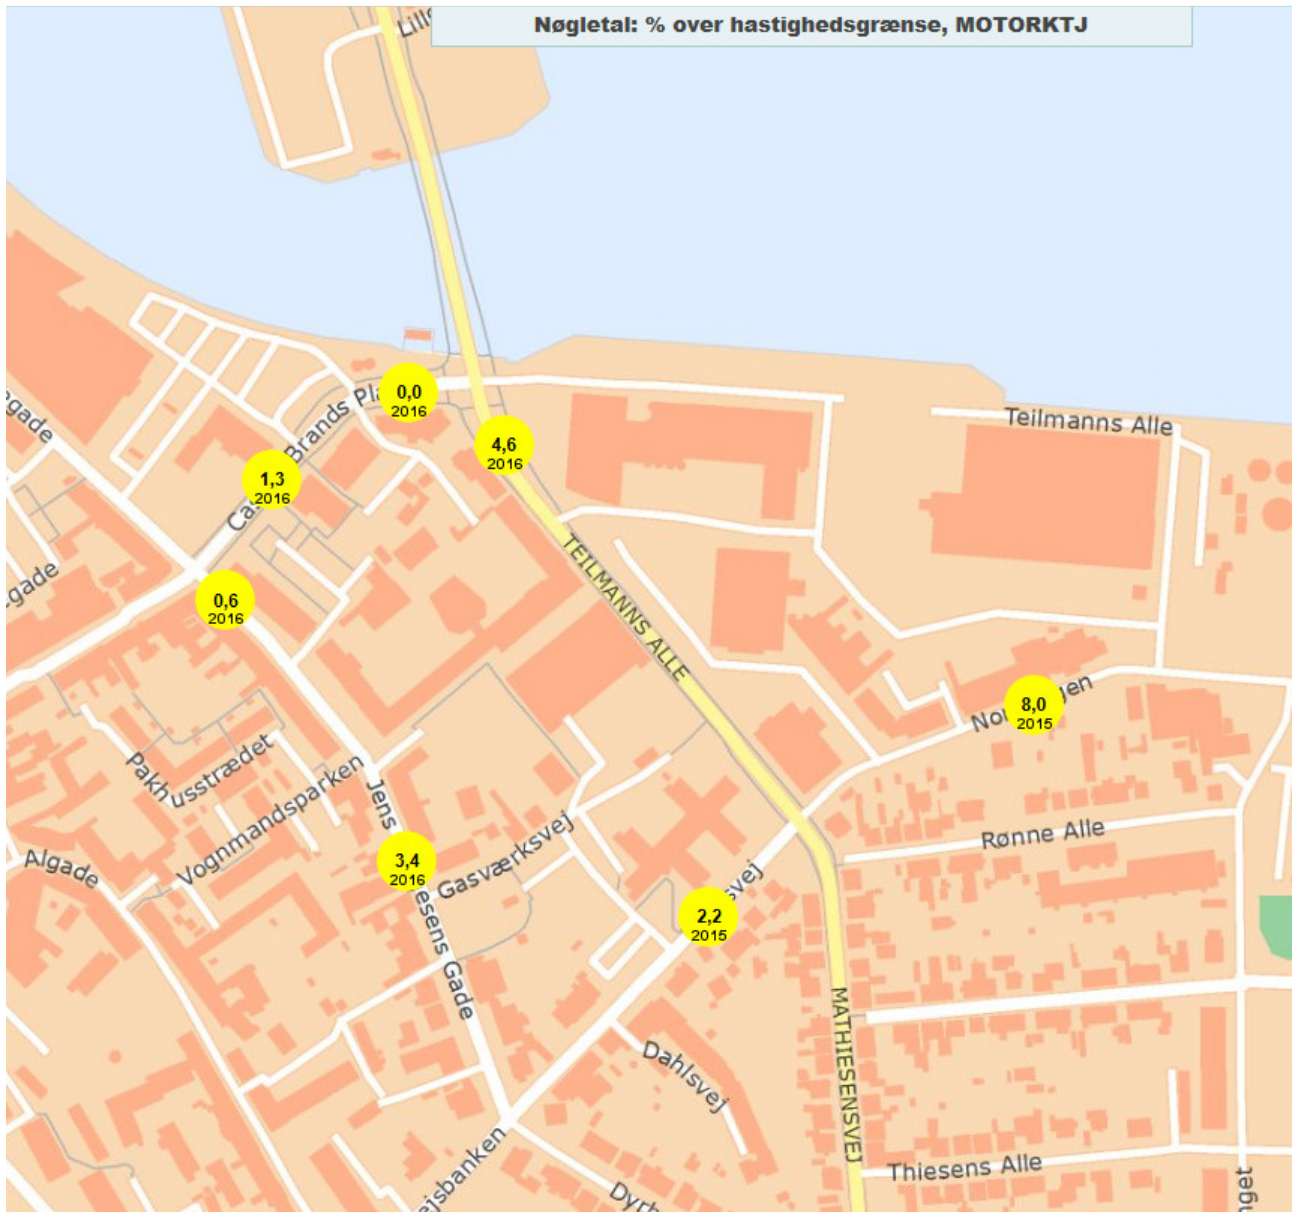 Nøgletal: % over hastighedsgrænse, MOTORKTJ
0,0
2016
4,6
2016
Teilmanns Alle
1,3
2016
Brands
TEILMANNS ALLE
0,6
2016
8,0
2015
Pakhusstrædet
Vognmandsparken
Jens
Rønne Alle
3,4
2016
Gasværksvej
Algade
2,2
2015
esens Gade
MATHIESENSVEJ
Dahlsvej
ejsbanken
Thiesens Alle